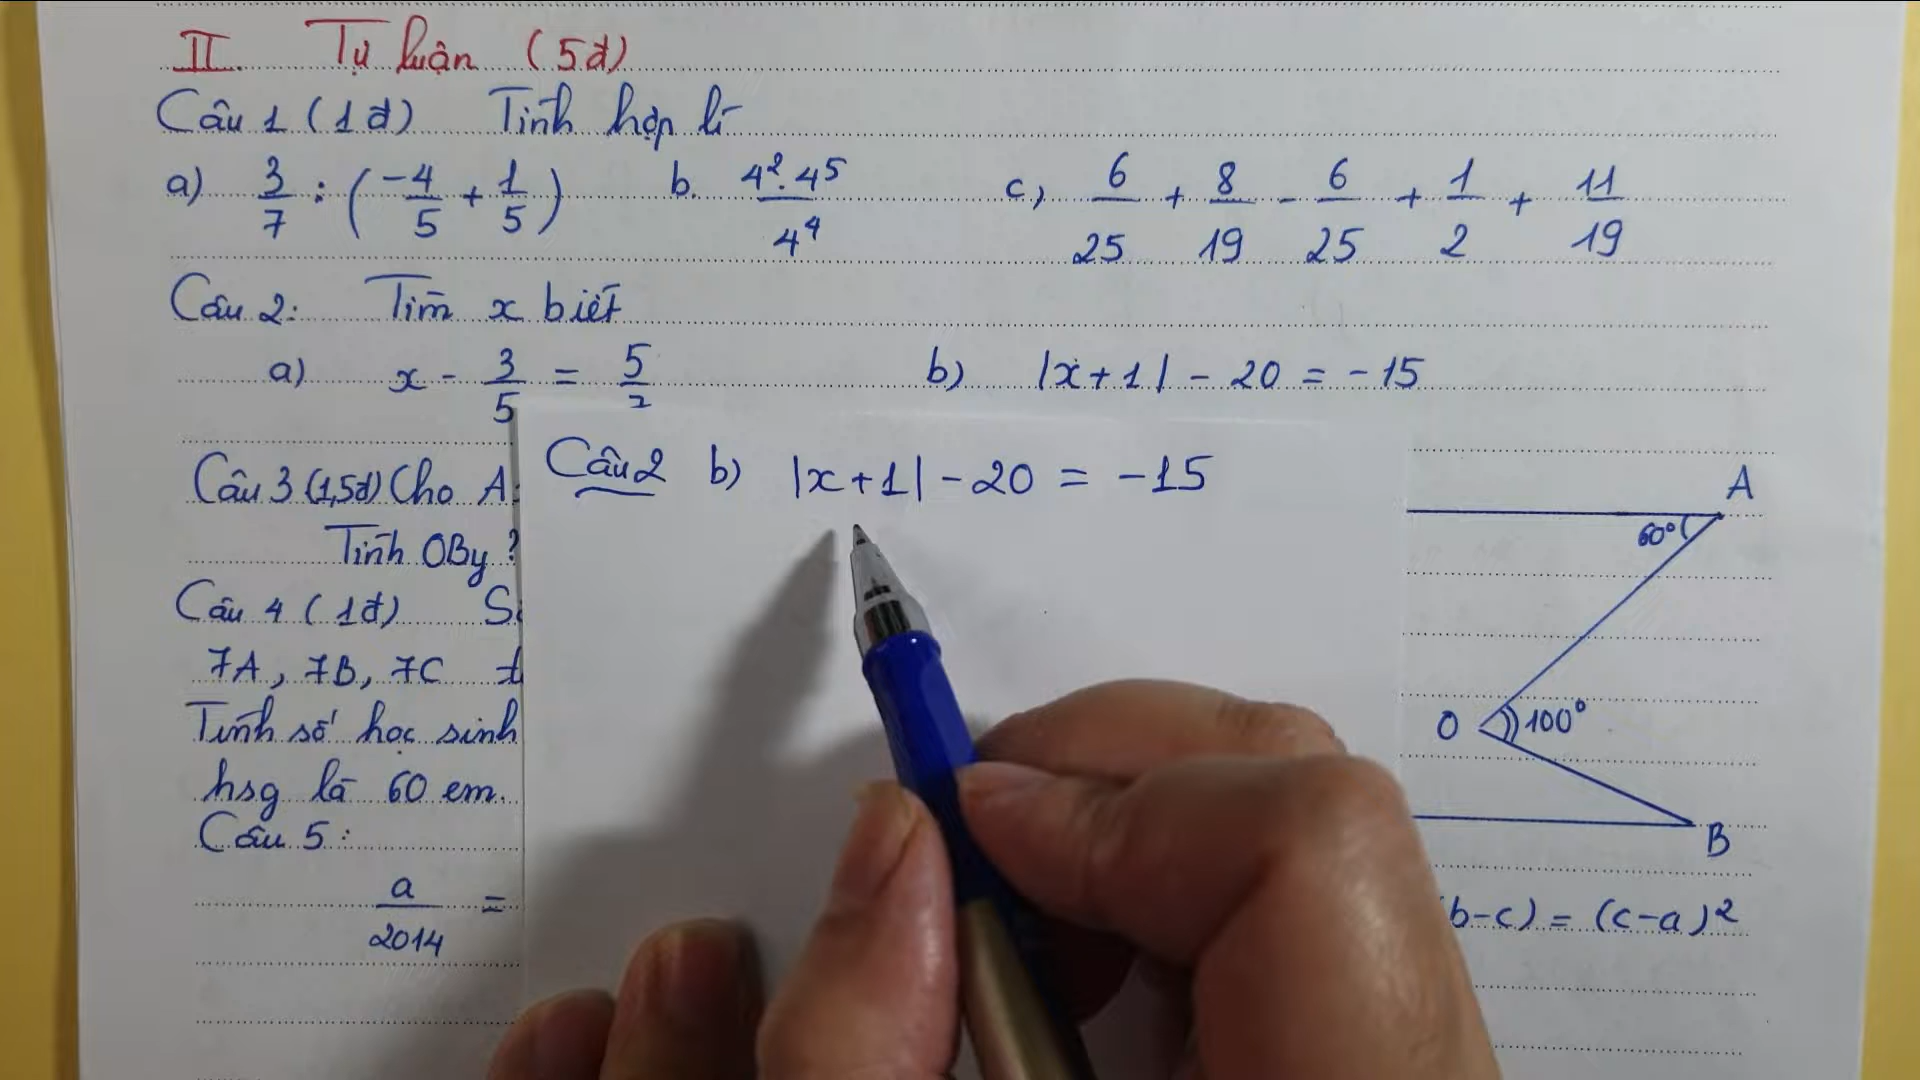 II. Tự luận (5đ)
Câu 1 (1đ) Tính hợp lí
a) 3/7 : (-4/5 + 1/5) b. 4² . 4⁵ / 4⁴ c, 6/25 + 8/19 - 6/25 + 1/2 + 11/19
Câu 2: Tìm x biết
a) x - 3/5 = 5/2 b) |x+1| - 20 = -15
Câu 2 b) |x+1| - 20 = -15
Câu 3 (1,5đ) Cho A
Tính OBy ?
Câu 4 (1đ)
7A, 7B, 7C
Tính số học sinh
hsg là 60 em.
Câu 5:
a/2014 =
b-c) = (c-a)²
A
60°
O 100°
B